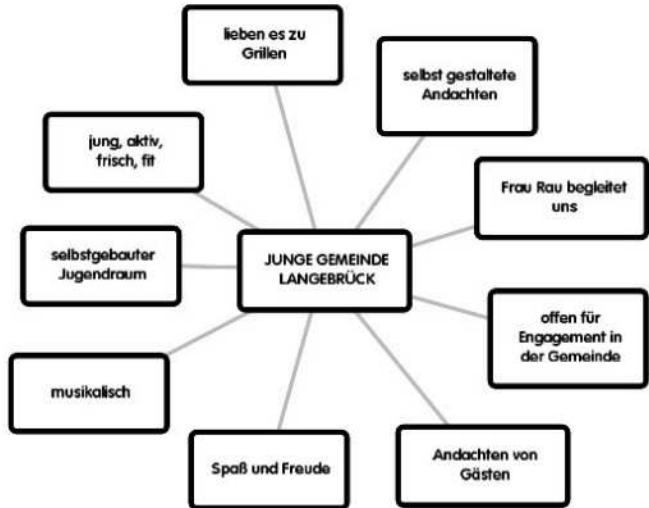 lieben es zu
Grillen
selbst gestaltete
Andachten
jung, aktiv,
frisch, fit
Frau Rau begleitet
uns
selbstgebauter
Jugendraum
JUNGE GEMEINDE
LANGEBRÜCK
offen für
Engagement in
der Gemeinde
musikalisch
Spaß und Freude
Andachten von
Gästen